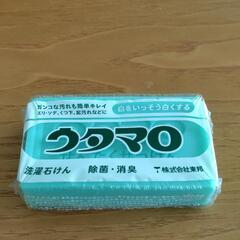 ガンコな汚れも簡単キレイ
エリ・ソデ、くつ下、泥汚れなどに
白をいっそう白くする
ウタマロ
洗濯石けん
除菌・消臭
株式会社東邦